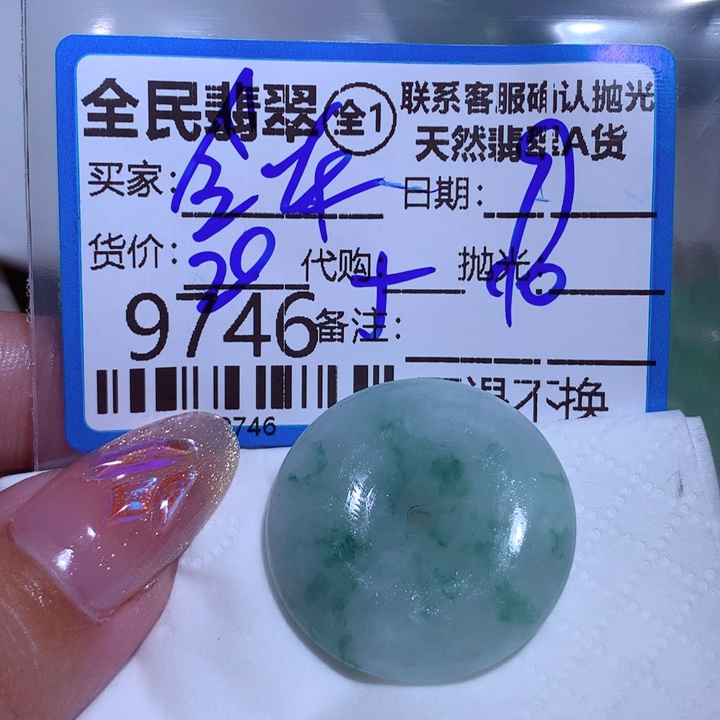 全民翡翠 全1 联系客服确认抛光
天然翡翠A货
买家: 日期:
货价: 20 代购: 抛光:
9746 备注:
退不换
9746